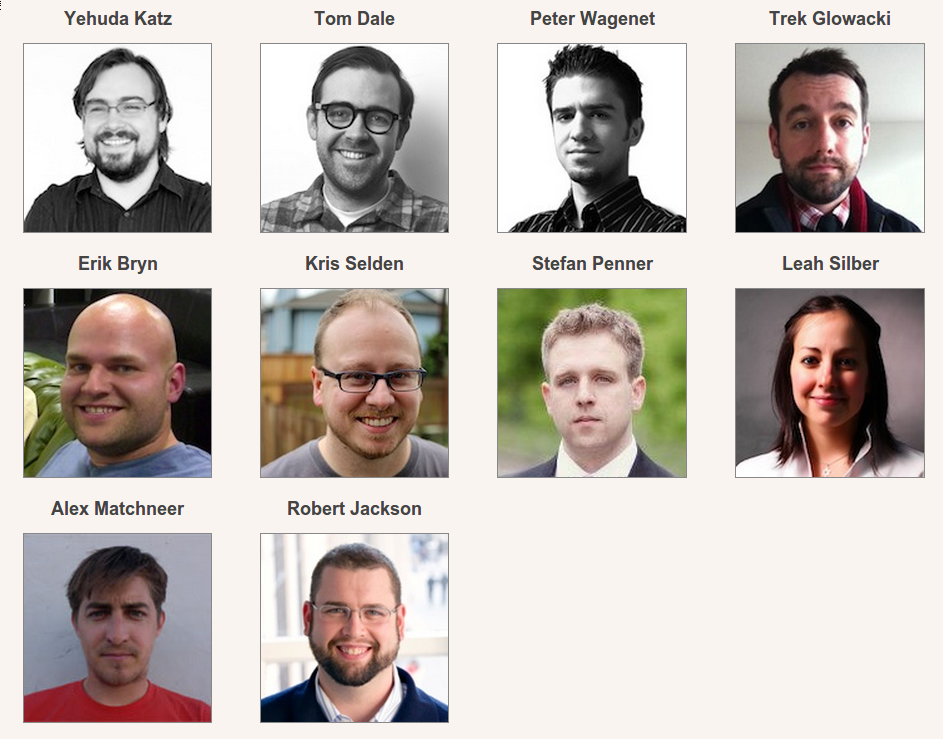 Yehuda Katz
Tom Dale
Peter Wagenet
Trek Glowacki
Erik Bryn
Kris Selden
Stefan Penner
Leah Silber
Alex Matchneer
Robert Jackson